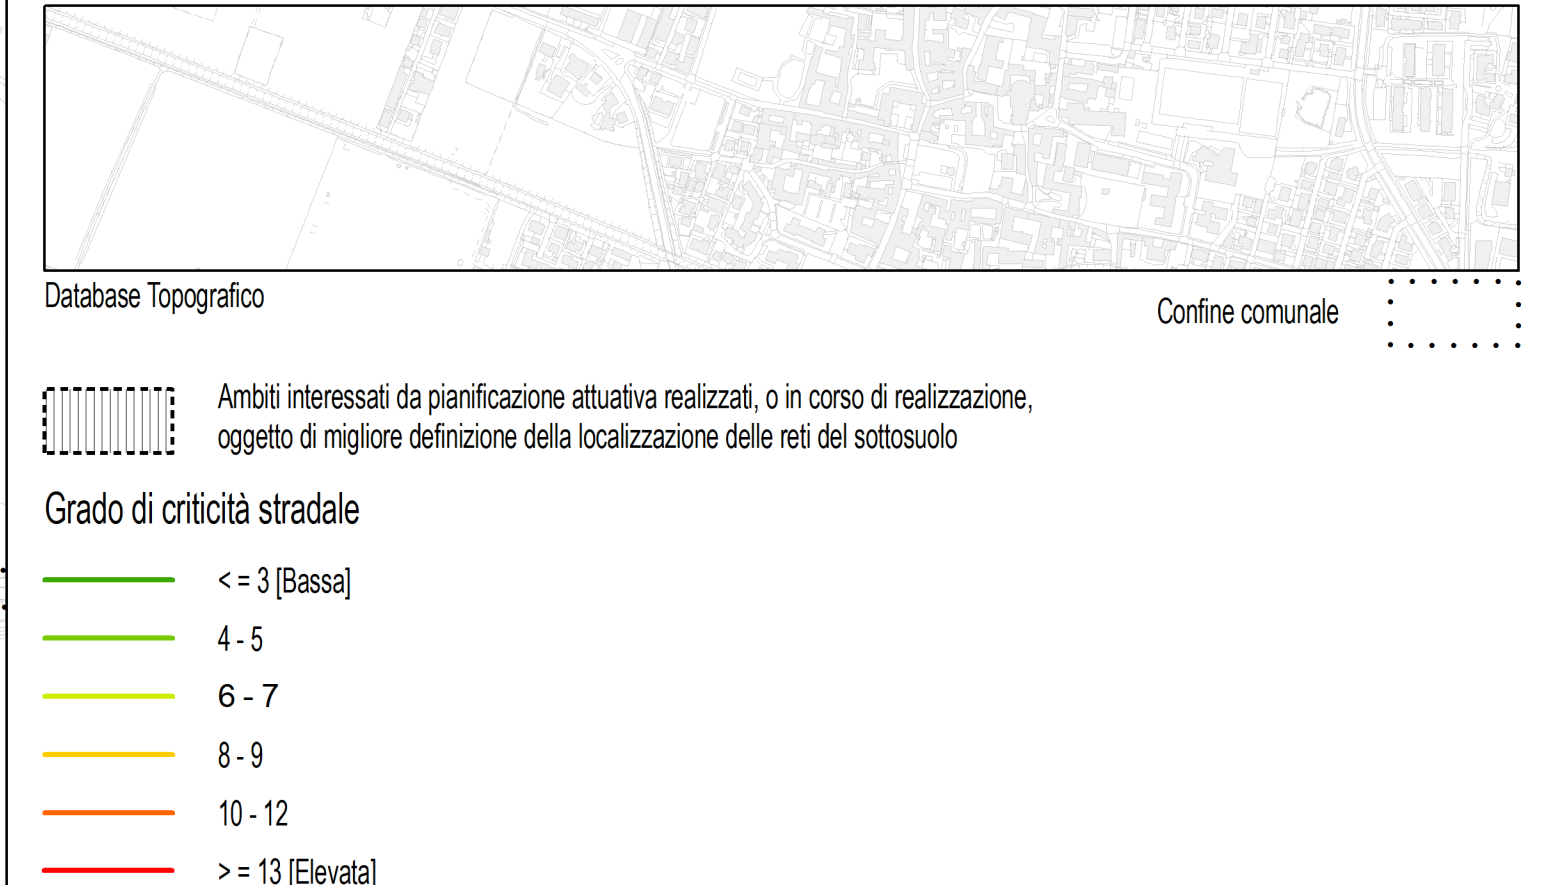 Database Topografico
Confine comunale
Ambiti interessati da pianificazione attuativa realizzati, o in corso di realizzazione,
oggetto di migliore definizione della localizzazione delle reti del sottosuolo
Grado di criticità stradale
< = 3 [Bassa]
4 - 5
6 - 7
8 - 9
10 - 12
> = 13 [Elevata]